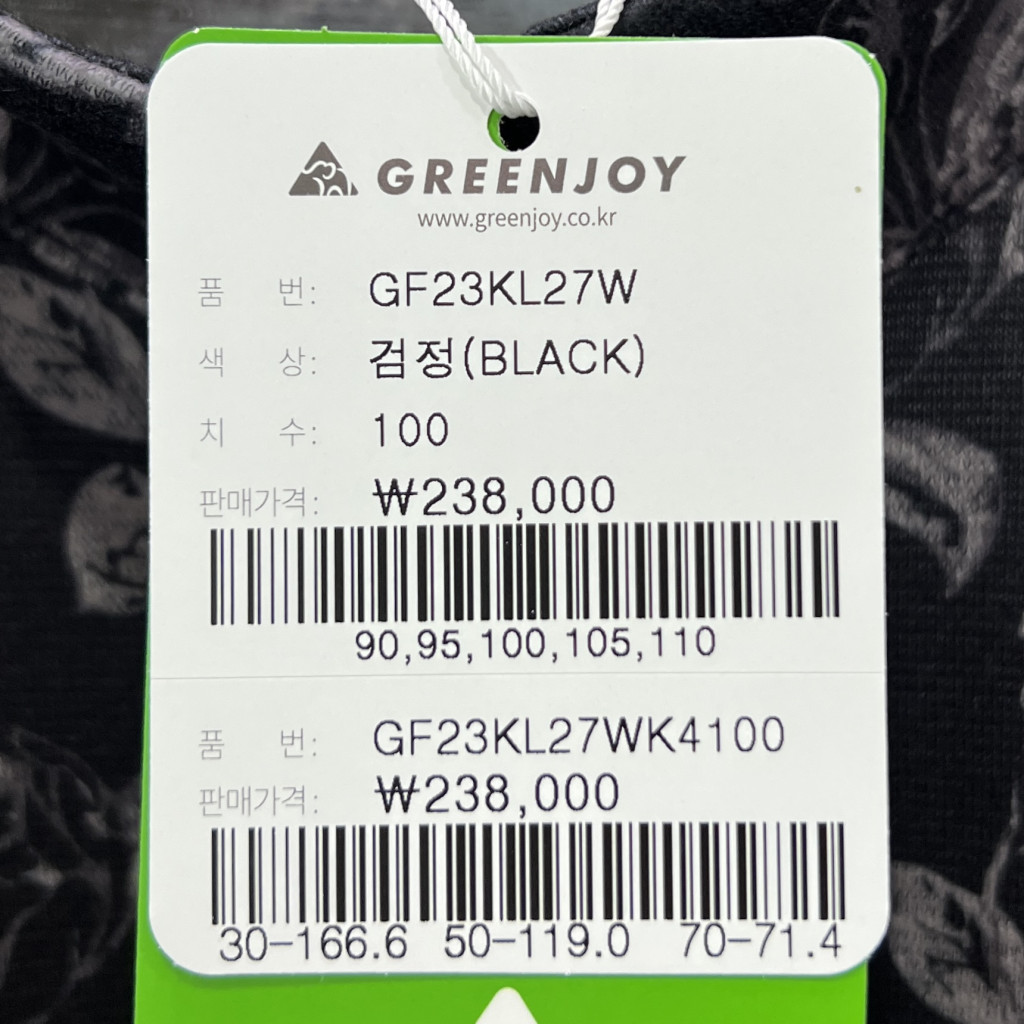 GREENJOY
www.greenjoy.co.kr
품 번: GF23KL27W
색 상: 검정(BLACK)
치 수: 100
판매가격: ₩238,000
90,95,100,105,110
품 번: GF23KL27WK4100
판매가격: ₩238,000
30-166.6 50-119.0 70-71.4